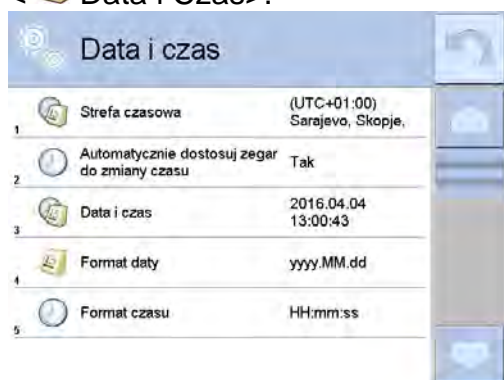 < Data i Czas>.
Data i czas
1 Strefa czasowa (UTC+01:00) Sarajevo, Skopje,
2 Automatycznie dostosuj zegar do zmiany czasu Tak
3 Data i czas 2016.04.04 13:00:43
4 Format daty yyyy.MM.dd
5 Format czasu HH:mm:ss